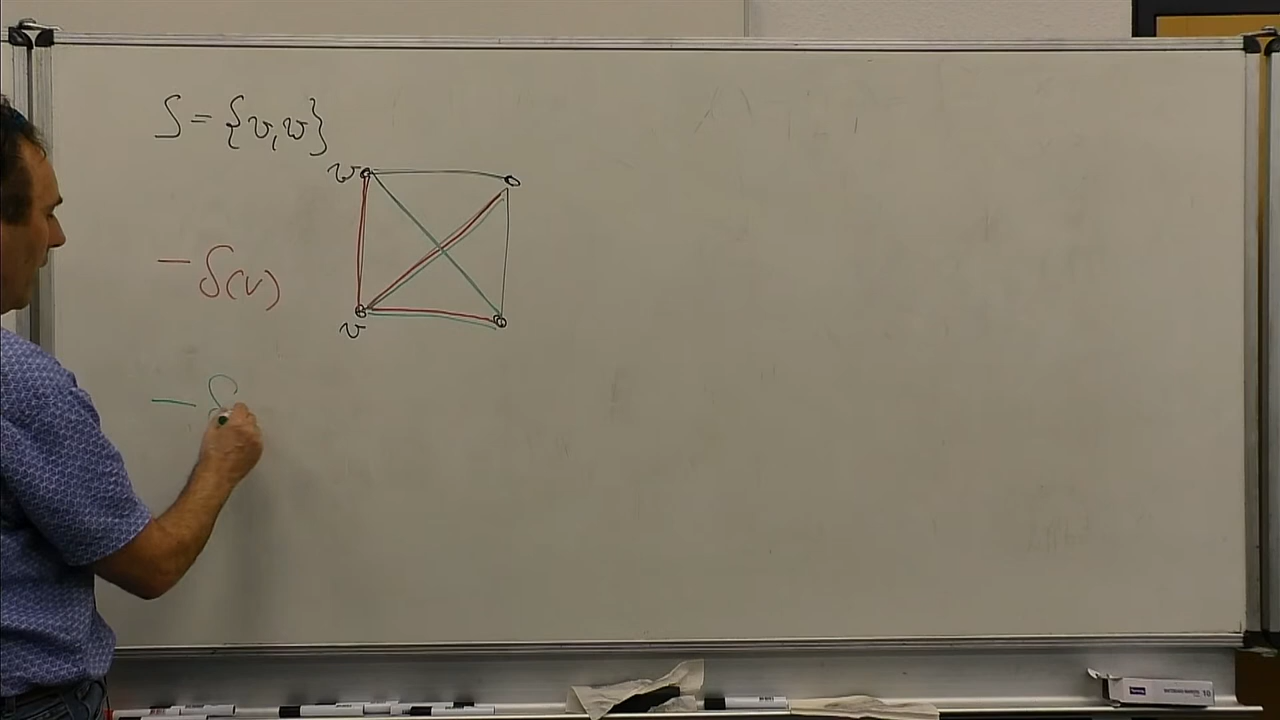 S = {v, w}
w
- δ(v)
v
- δ